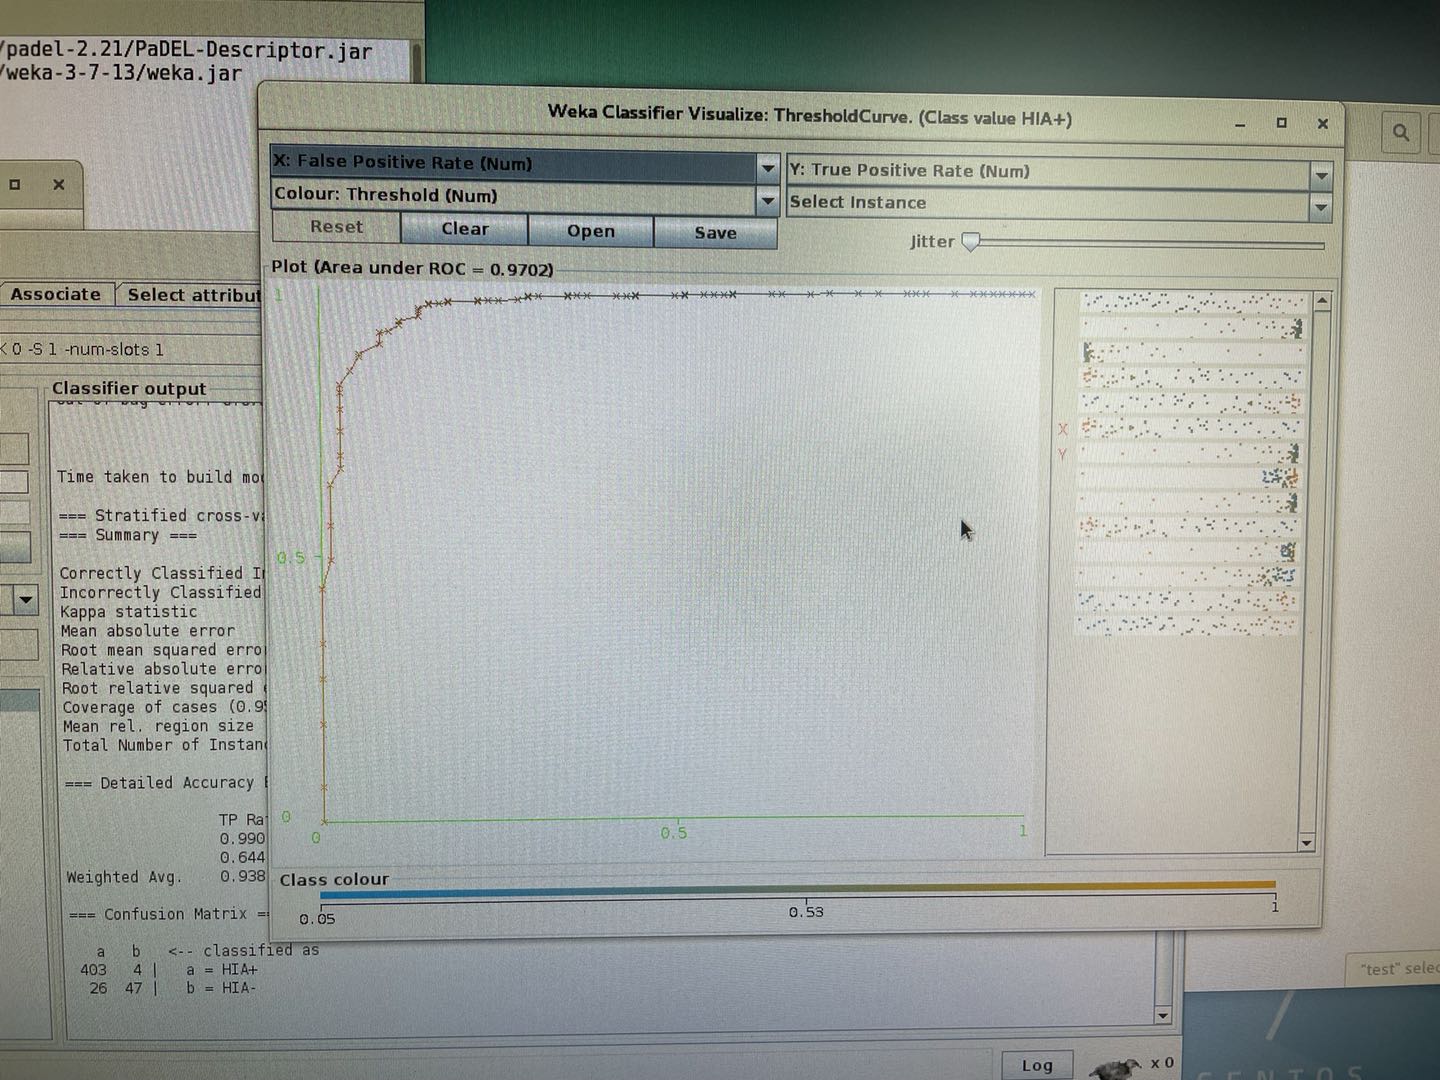 /padel-2.21/PaDEL-Descriptor.jar
/weka-3-7-13/weka.jar
Weka Classifier Visualize: ThresholdCurve. (Class value HIA+)
X: False Positive Rate (Num)
Y: True Positive Rate (Num)
Colour: Threshold (Num)
Select Instance
Reset
Clear
Open
Save
Jitter
Plot (Area under ROC = 0.9702)
1
0.5
0
0
0.5
1
X
Y
Class colour
0.05
0.53
1
Associate
Select attribut
0 -S 1 -num-slots 1
Classifier output
Time taken to build mo
=== Stratified cross-v
=== Summary ===
Correctly Classified I
Incorrectly Classified
Kappa statistic
Mean absolute error
Root mean squared erro
Relative absolute erro
Root relative squared
Coverage of cases (0.9
Mean rel. region size
Total Number of Instan
=== Detailed Accuracy
TP Ra
0.990
0.644
Weighted Avg. 0.938
=== Confusion Matrix =
a b <-- classified as
403 4 | a = HIA+
26 47 | b = HIA-
Log
x 0
"test" selec
CENTOS